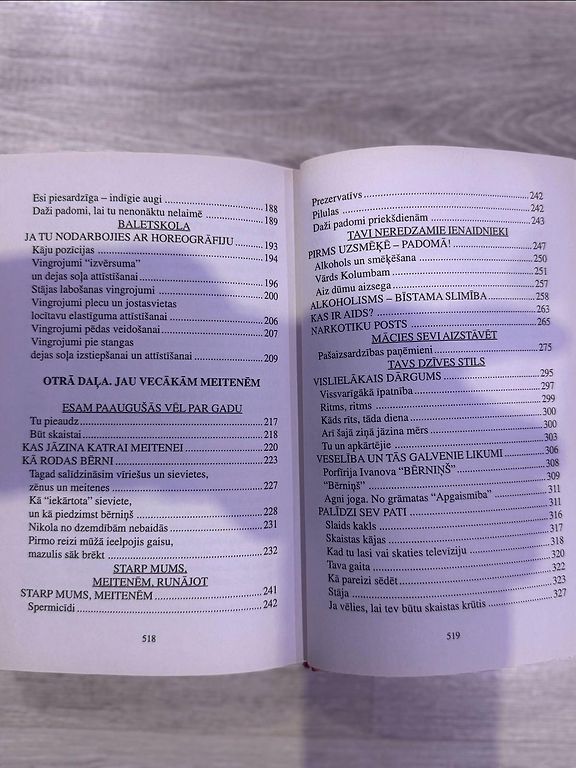 Esi piesardzīga – indīgie augi ..... 188
Daži padomi, lai tu nenonāktu nelaimē ..... 189
BALETSKOLA
JA TU NODARBOJIES AR HOREOGRĀFIJU ..... 193
Kāju pozīcijas ..... 194
Vingrojumi “izvērsuma”
un dejas soļa attīstīšanai ..... 196
Stājas labošanas vingrojumi ..... 200
Vingrojumi plecu un jostasvietas
locītavu elastīguma attīstīšanai ..... 206
Vingrojumi pēdas veidošanai ..... 207
Vingrojumi pie stangas
dejas soļa izstiepšanai un attīstīšanai ..... 209
OTRĀ DAĻA. JAU VECĀKĀM MEITENĒM
ESAM PAAUGUŠĀS VĒL PAR GADU
Tu pieaudz ..... 217
Būt skaistai ..... 218
KAS JĀZINA KATRAI MEITENEI ..... 220
KĀ RODAS BĒRNI ..... 223
Tagad salīdzināsim vīriešus un sievietes,
zēnus un meitenes ..... 227
Kā “iekārtota” sieviete,
un kā piedzimst bērniņš ..... 228
Nikola no dzemdībām nebaidās ..... 231
Pirmo reizi mūžā ieelpojis gaisu,
mazulis sāk brēkt ..... 232
STARP MUMS,
MEITENĒM, RUNĀJOT
STARP MUMS, MEITENĒM ..... 241
Spermicīdi ..... 242
518
Prezervatīvs ..... 242
Pilulas ..... 242
Daži padomi priekšdienām ..... 243
TAVI NEREDZAMIE IENAIDNIEKI
PIRMS UZSMĒĶĒ – PADOMĀ! ..... 247
Alkohols un smēķēšana ..... 250
Vārds Kolumbam ..... 251
Aiz dūmu aizsega ..... 257
ALKOHOLISMS – BĪSTAMA SLIMĪBA ..... 258
KAS IR AIDS? ..... 263
NARKOTIKU POSTS ..... 265
MĀCIES SEVI AIZSTĀVĒT
Pašaizsardzības paņēmieni ..... 275
TAVS DZĪVES STILS
VISLIELĀKAIS DĀRGUMS ..... 295
Vissvarīgākā īpatnība ..... 297
Ritms, ritms ..... 299
Kāds rīts, tāda diena ..... 300
Arī šajā ziņā jāzina mērs ..... 300
Tu un apkārtējie ..... 303
VESELĪBA UN TĀS GALVENIE LIKUMI ..... 306
Porfīrija Ivanova “BĒRNIŅŠ” ..... 308
“Bērniņš” ..... 309
Agni joga. No grāmatas “Apgaismība” ..... 311
PALĪDZI SEV PATI ..... 311
Slaids kakls ..... 316
Skaistas kājas ..... 317
Kad tu lasi vai skaties televīziju ..... 318
Tava gaita ..... 320
Kā pareizi sēdēt ..... 322
Stāja ..... 323
Ja vēlies, lai tev būtu skaistas krūtis ..... 327
519